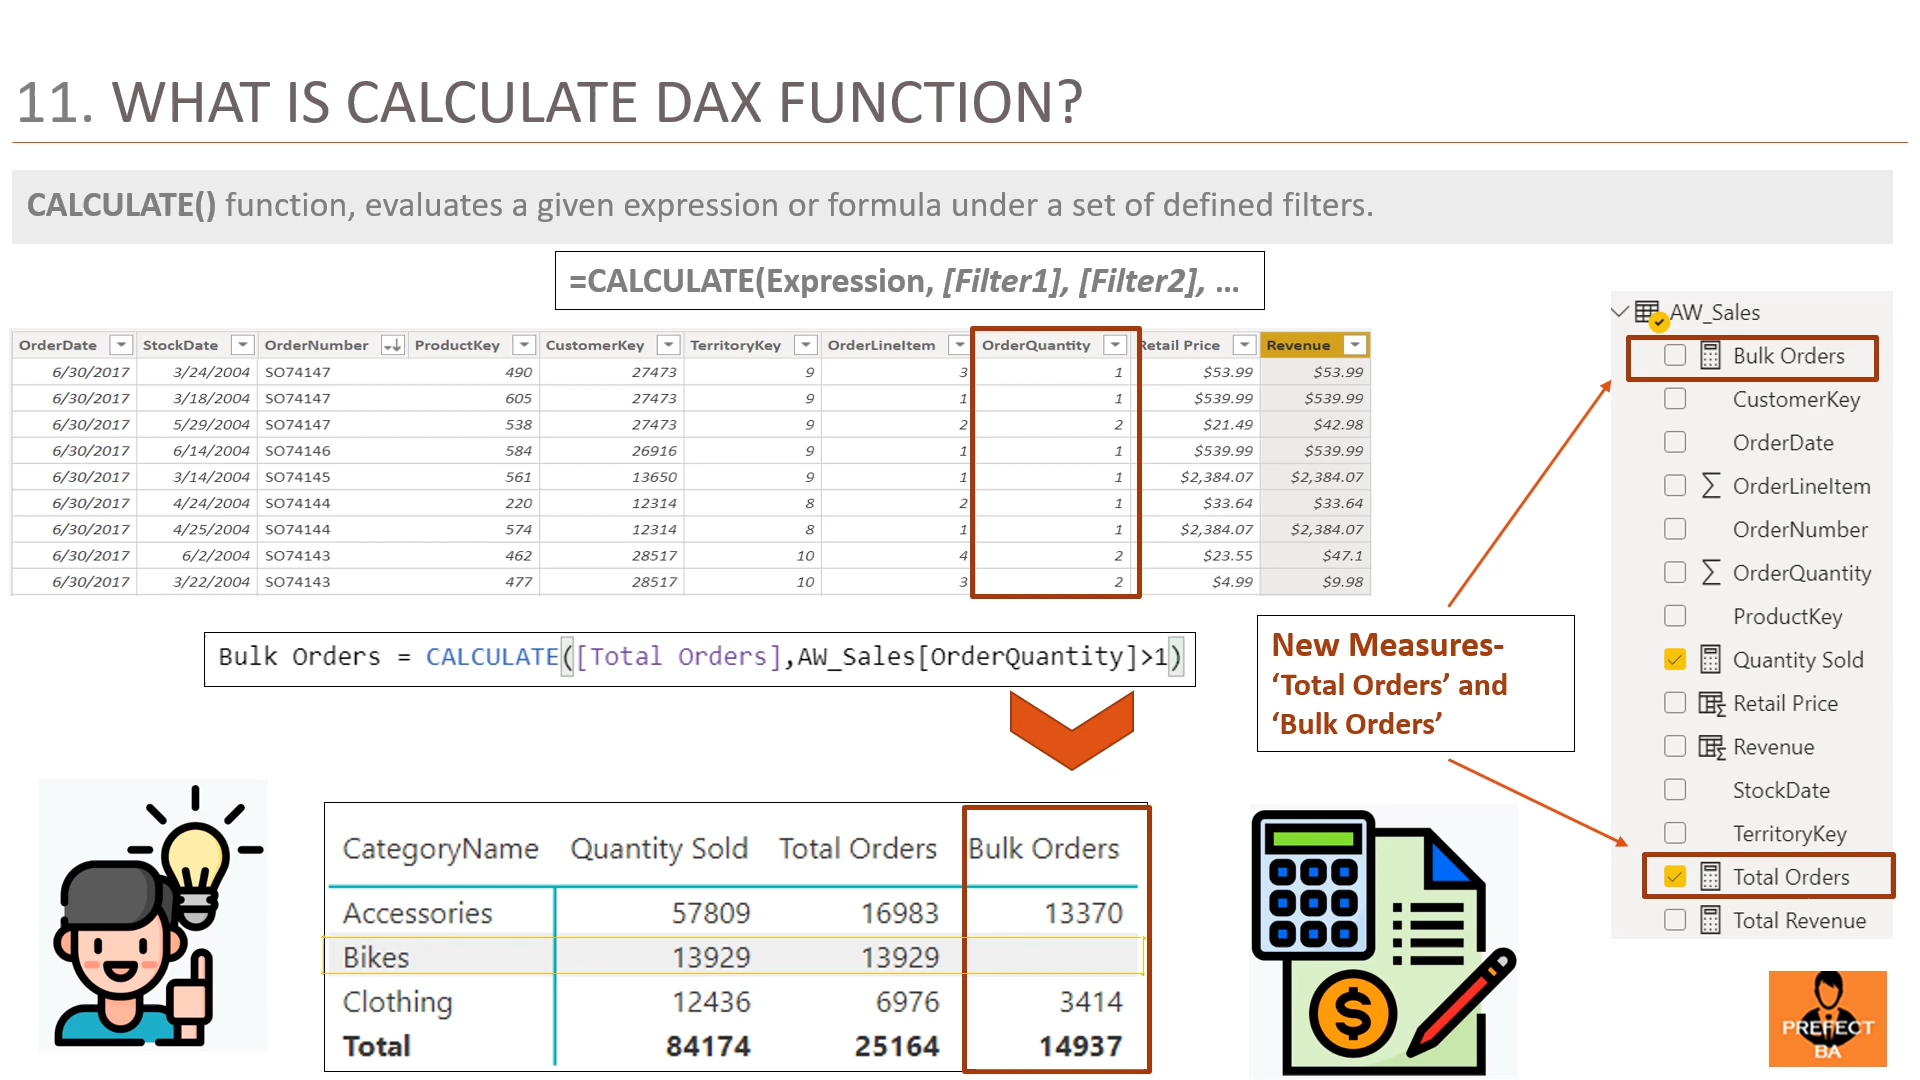 11. WHAT IS CALCULATE DAX FUNCTION?
CALCULATE() function, evaluates a given expression or formula under a set of defined filters.
=CALCULATE(Expression, [Filter1], [Filter2], ...
OrderDate StockDate OrderNumber ProductKey CustomerKey TerritoryKey OrderLineItem OrderQuantity Retail Price Revenue
6/30/2017 3/24/2004 SO74147 490 27473 9 3 1 $53.99 $53.99
6/30/2017 3/18/2004 SO74147 605 27473 9 1 1 $539.99 $539.99
6/30/2017 5/29/2004 SO74147 538 27473 9 2 2 $21.49 $42.98
6/30/2017 6/14/2004 SO74146 584 26916 9 1 1 $539.99 $539.99
6/30/2017 3/14/2004 SO74145 561 13650 9 1 1 $2,384.07 $2,384.07
6/30/2017 4/24/2004 SO74144 220 12314 8 2 1 $33.64 $33.64
6/30/2017 4/25/2004 SO74144 574 12314 8 1 1 $2,384.07 $2,384.07
6/30/2017 6/2/2004 SO74143 462 28517 10 4 2 $23.55 $47.1
6/30/2017 3/22/2004 SO74143 477 28517 10 3 2 $4.99 $9.98
Bulk Orders = CALCULATE([Total Orders],AW_Sales[OrderQuantity]>1)
New Measures-
‘Total Orders’ and
‘Bulk Orders’
CategoryName Quantity Sold Total Orders Bulk Orders
Accessories 57809 16983 13370
Bikes 13929 13929
Clothing 12436 6976 3414
Total 84174 25164 14937
AW_Sales
Bulk Orders
CustomerKey
OrderDate
OrderLineItem
OrderNumber
OrderQuantity
ProductKey
Quantity Sold
Retail Price
Revenue
StockDate
TerritoryKey
Total Orders
Total Revenue
PREFECT
BA